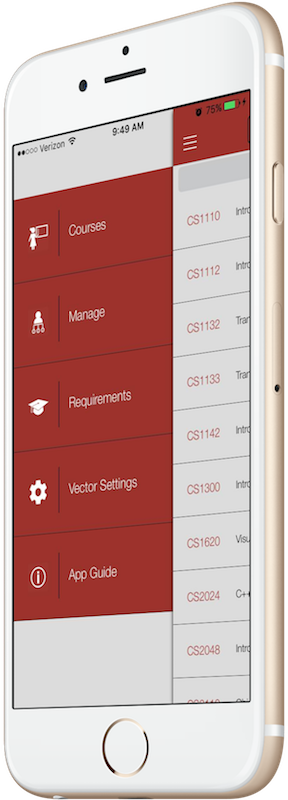 Verizon
9:49 AM
75%
Courses
Manage
Requirements
Vector Settings
App Guide
CS1110 Intro
CS1112 Intro
CS1132 Tran
CS1133 Tran
CS1142 Intro
CS1300 Intro
CS1620 Visu
CS2024 C++
CS2048 Intro